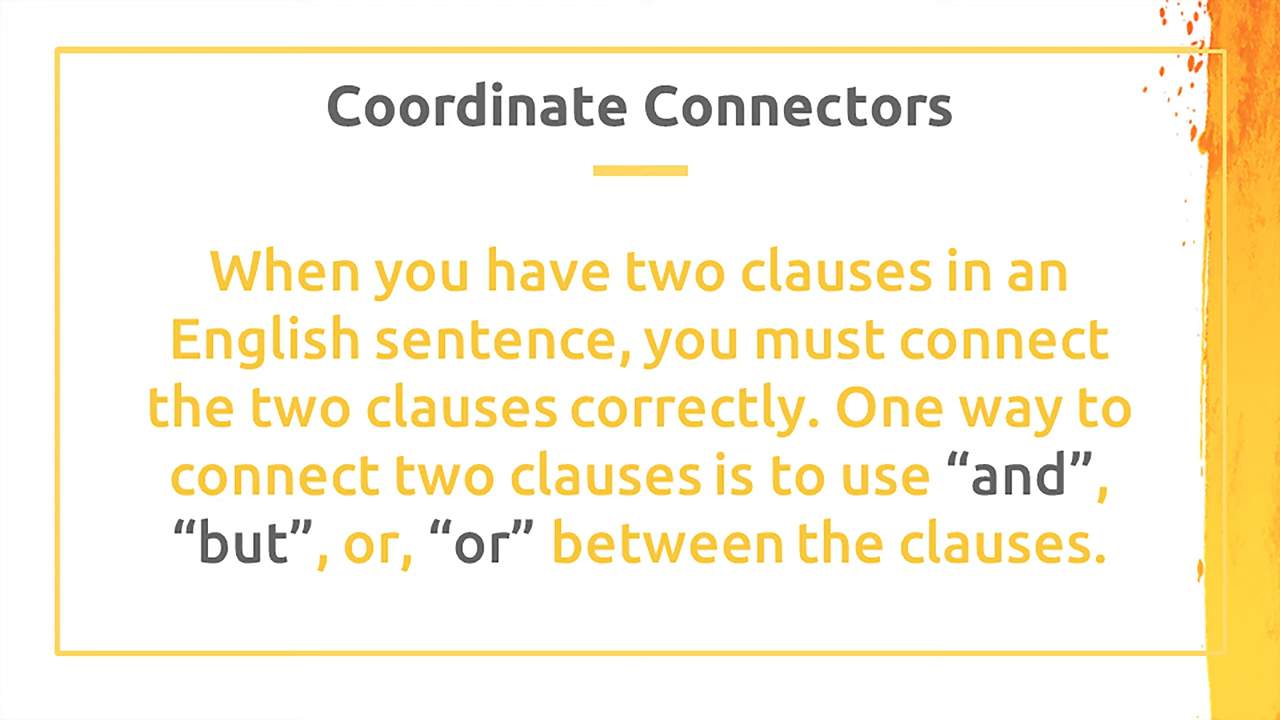 Coordinate Connectors
When you have two clauses in an
English sentence, you must connect
the two clauses correctly. One way to
connect two clauses is to use “and”,
“but”, or, “or” between the clauses.